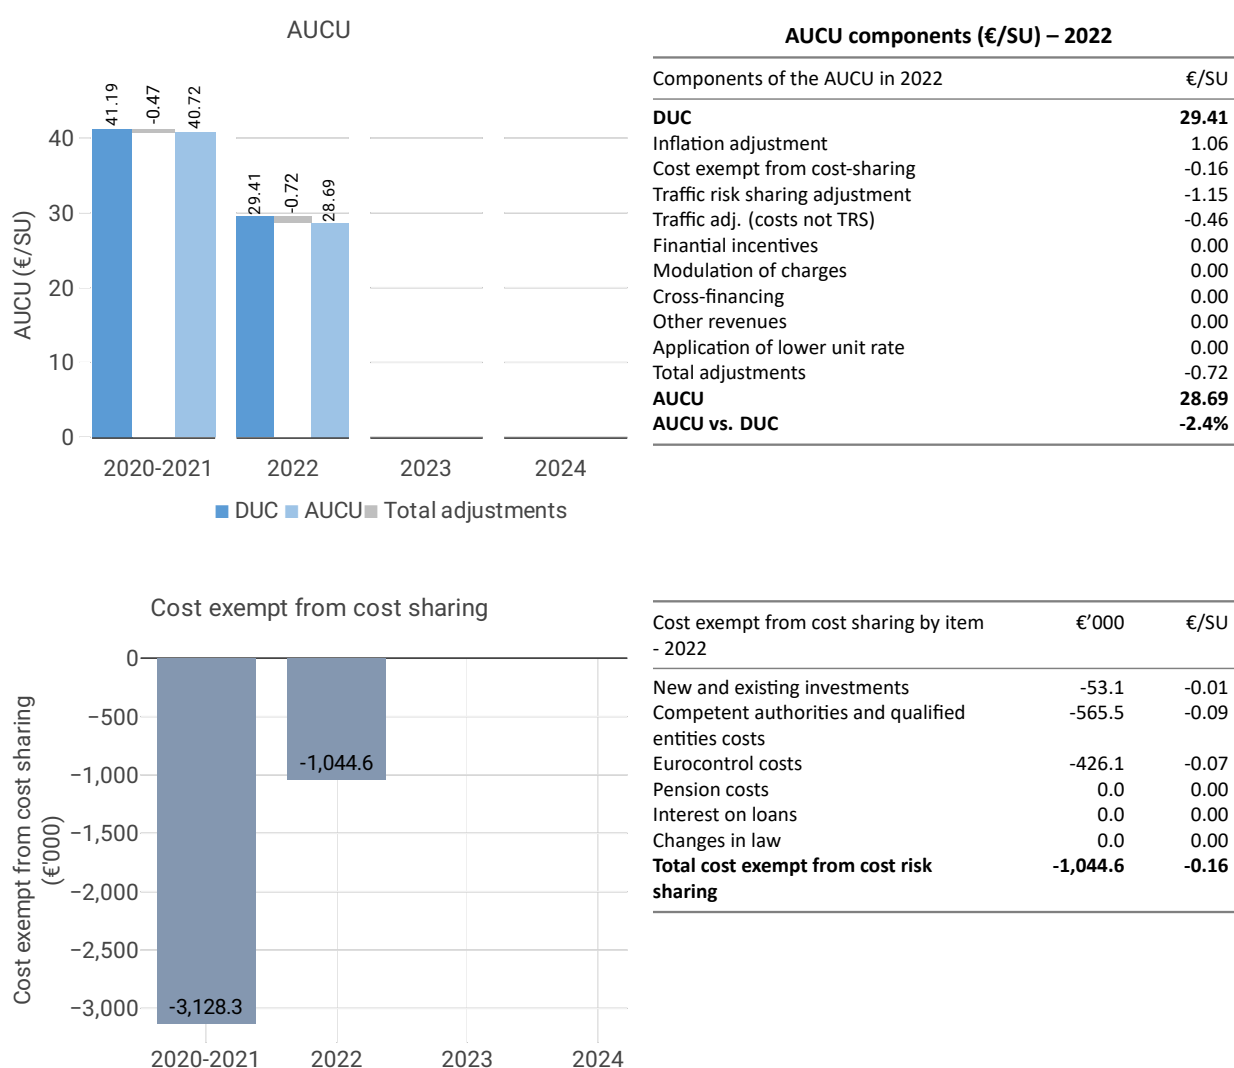 AUCU
41.19
-0.47
40.72
29.41
-0.72
28.69
AUCU (€/SU)
40
30
20
10
0
2020-2021
2022
2023
2024
DUC
AUCU
Total adjustments
AUCU components (€/SU) – 2022
Components of the AUCU in 2022 €/SU
DUC 29.41
Inflation adjustment 1.06
Cost exempt from cost-sharing -0.16
Traffic risk sharing adjustment -1.15
Traffic adj. (costs not TRS) -0.46
Finantial incentives 0.00
Modulation of charges 0.00
Cross-financing 0.00
Other revenues 0.00
Application of lower unit rate 0.00
Total adjustments -0.72
AUCU 28.69
AUCU vs. DUC -2.4%
Cost exempt from cost sharing
Cost exempt from cost sharing
(€'000)
0
−500
−1,000
−1,500
−2,000
−2,500
−3,000
-3,128.3
-1,044.6
2020-2021
2022
2023
2024
Cost exempt from cost sharing by item €’000 €/SU
- 2022
New and existing investments -53.1 -0.01
Competent authorities and qualified -565.5 -0.09
entities costs
Eurocontrol costs -426.1 -0.07
Pension costs 0.0 0.00
Interest on loans 0.0 0.00
Changes in law 0.0 0.00
Total cost exempt from cost risk -1,044.6 -0.16
sharing